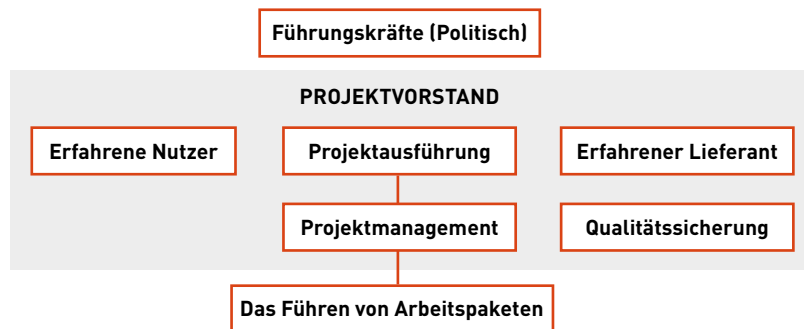 Führungskräfte (Politisch)
PROJEKTVORSTAND
Erfahrene Nutzer
Projektausführung
Erfahrener Lieferant
Projektmanagement
Qualitätssicherung
Das Führen von Arbeitspaketen